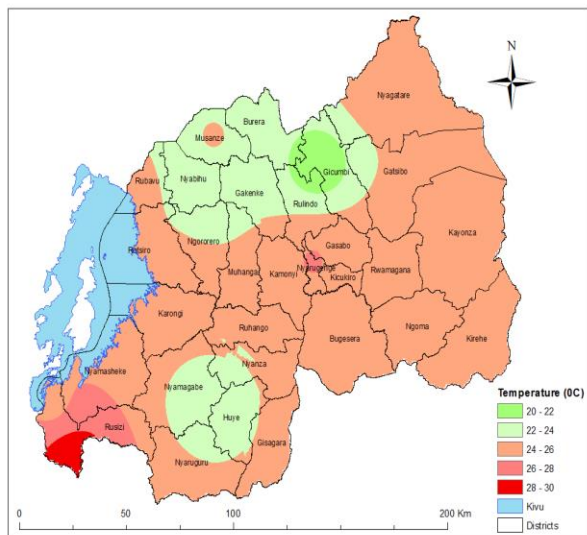 N
Nyagatare
Burera
Musanze
Gicumbi
Gatsibo
Rubavu
Nyabihu
Gakenke
Rulindo
Kayonza
Rutsiro
Ngororero
Gasabo
Muhanga
Kamonyi
Nyarugenge
Kicukiro
Rwamagana
Karongi
Ruhango
Bugesera
Ngoma
Kirehe
Nyamasheke
Nyanza
Nyamagabe
Huye
Rusizi
Gisagara
Nyaruguru
Temperature (0C)
20 - 22
22 - 24
24 - 26
26 - 28
28 - 30
Kivu
Districts
0 50 100 200 Km